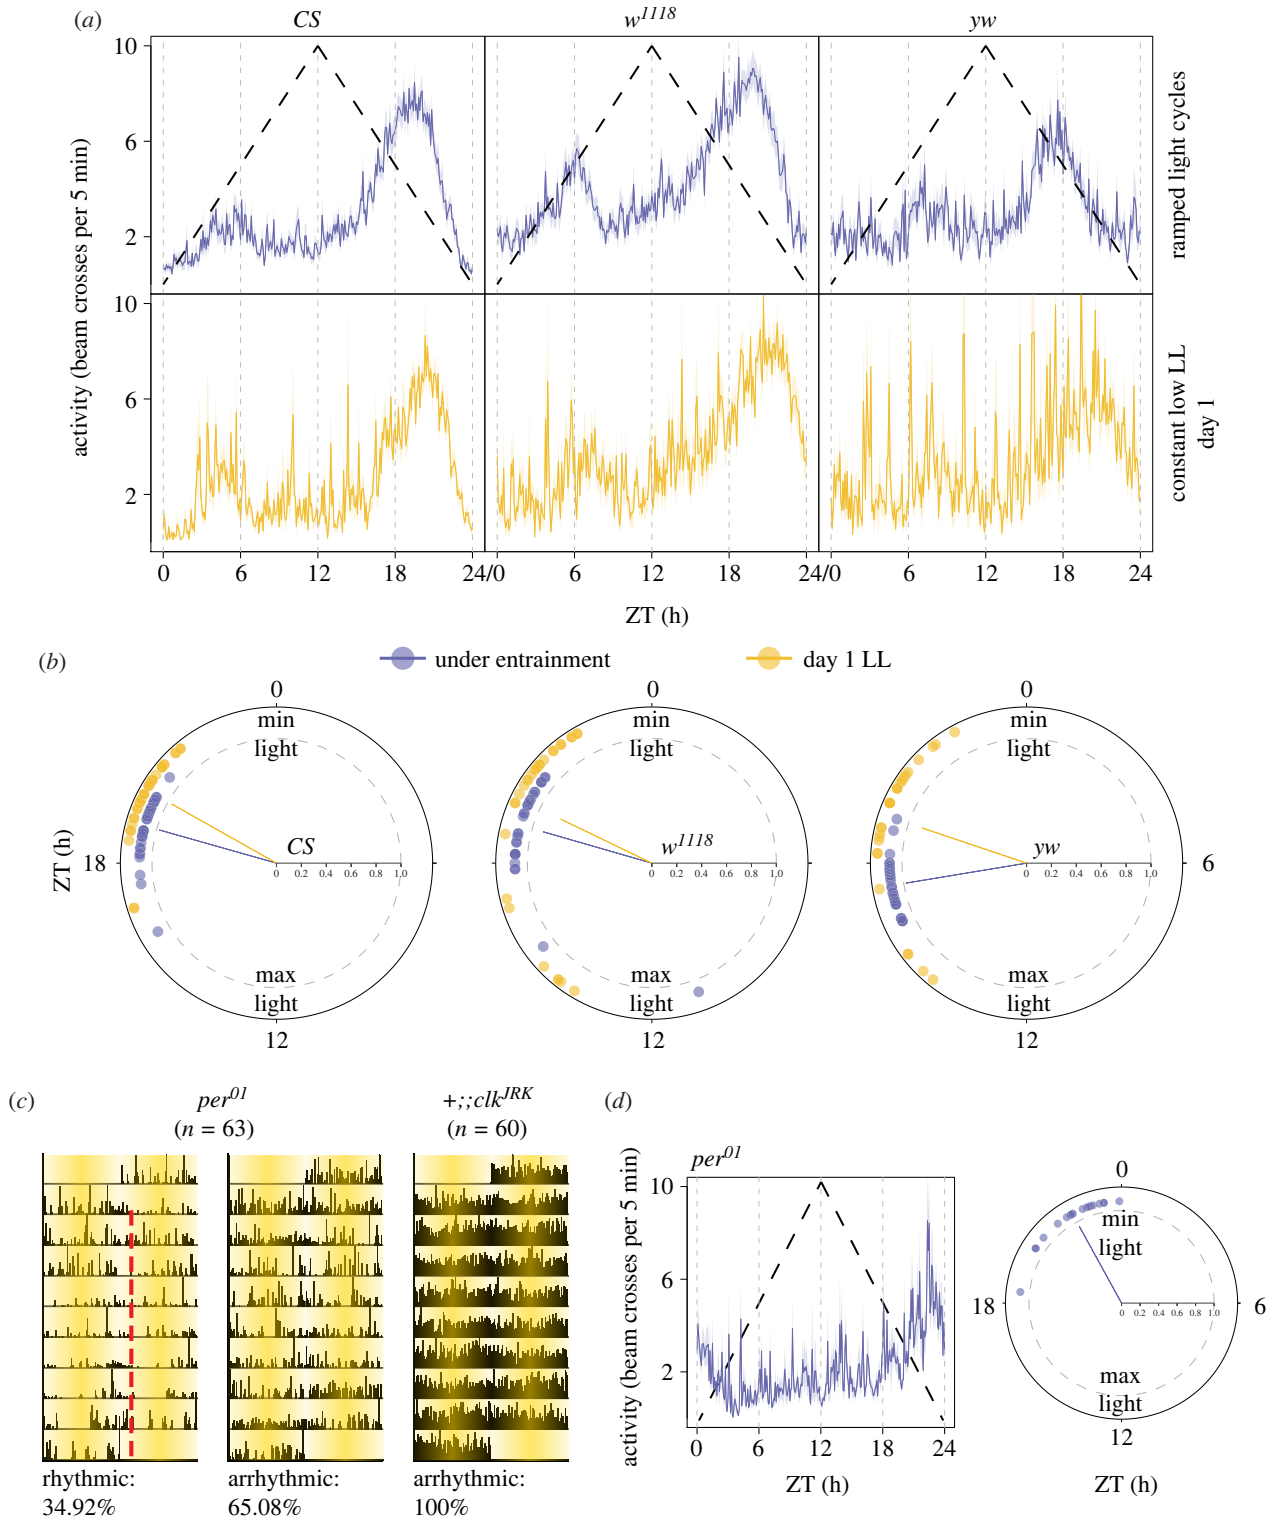 (a)
CS
w1118
yw
10
6
2
10
6
2
activity (beam crosses per 5 min)
ramped light cycles
constant low LL
day 1
0 6 12 18 24/0 6 12 18 24/0 6 12 18 24
ZT (h)
(b)
under entrainment
day 1 LL
0
min
light
ZT (h)
18
CS
0 0.2 0.4 0.6 0.8 1.0
max
light
12
0
min
light
w1118
0 0.2 0.4 0.6 0.8 1.0
max
light
12
0
min
light
yw
0 0.2 0.4 0.6 0.8 1.0
6
max
light
12
(c)
per01
(n = 63)
+;;clkJRK
(n = 60)
rhythmic:
34.92%
arrhythmic:
65.08%
arrhythmic:
100%
(d)
per01
activity (beam crosses per 5 min)
10
6
2
0 6 12 18 24
ZT (h)
0
min
light
18
0 0.2 0.4 0.6 0.8 1.0
6
max
light
12
ZT (h)